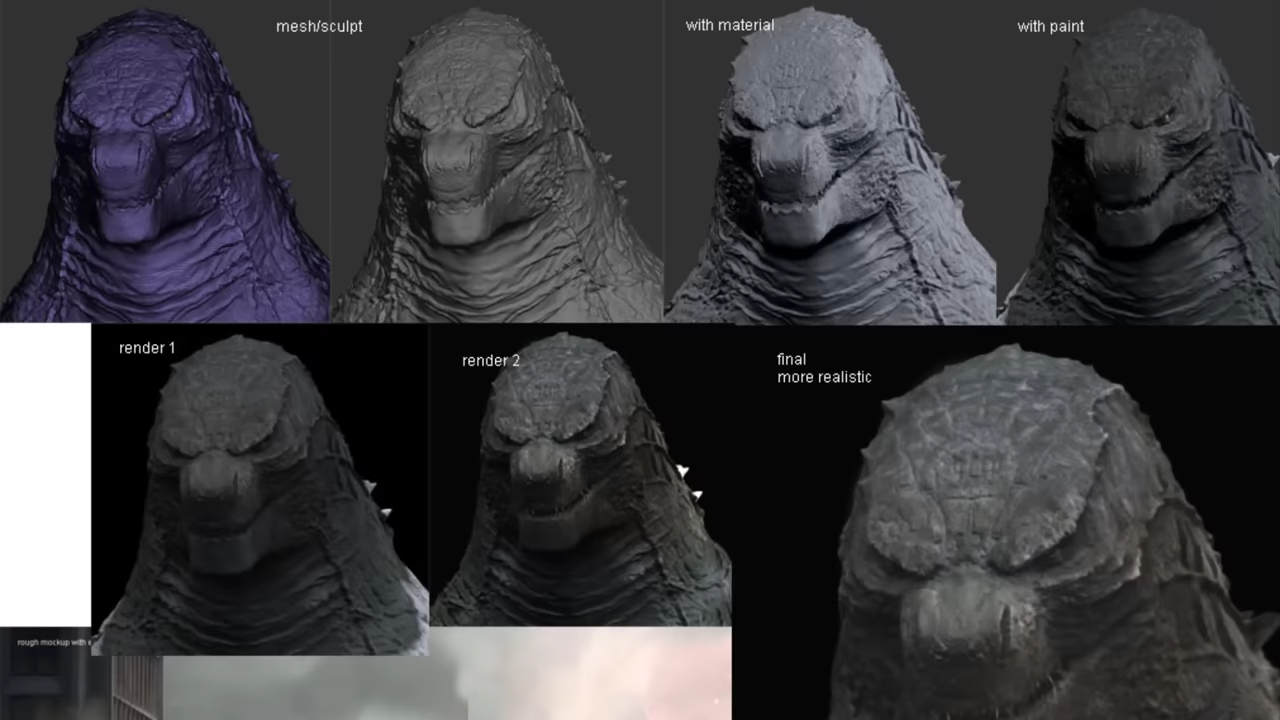 mesh/sculpt
with material
with paint
render 1
render 2
final
more realistic
rough mockup with